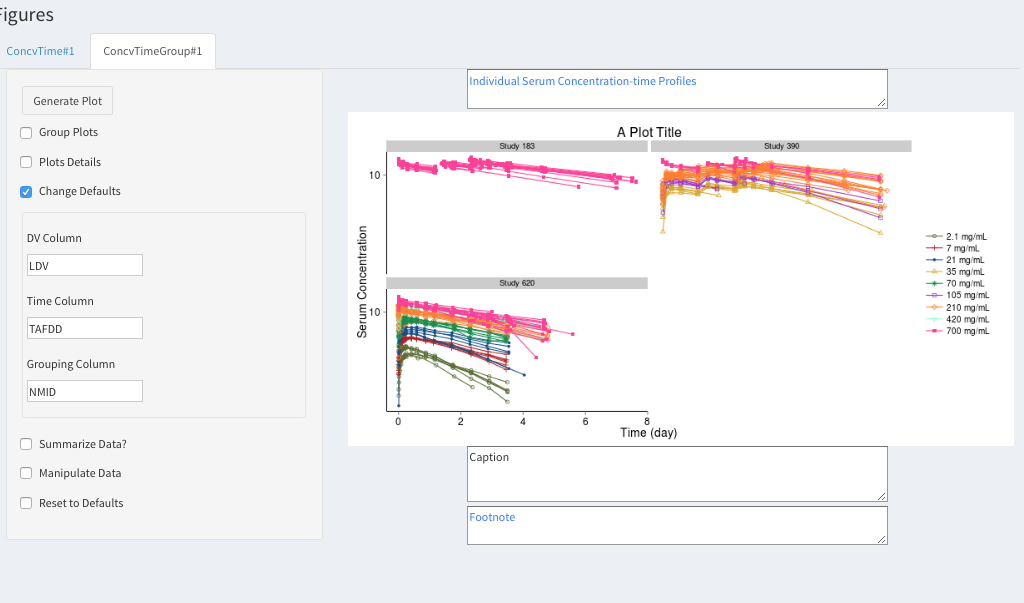 Figures
ConcvTime#1
ConcvTimeGroup#1
Generate Plot
Group Plots
Plots Details
Change Defaults
DV Column
LDV
Time Column
TAFDD
Grouping Column
NMID
Summarize Data?
Manipulate Data
Reset to Defaults
Individual Serum Concentration-time Profiles
A Plot Title
Study 183
Study 390
10
Study 620
10
Serum Concentration
0 2 4 6 8
Time (day)
2.1 mg/mL
7 mg/mL
21 mg/mL
35 mg/mL
70 mg/mL
105 mg/mL
210 mg/mL
420 mg/mL
700 mg/mL
Caption
Footnote